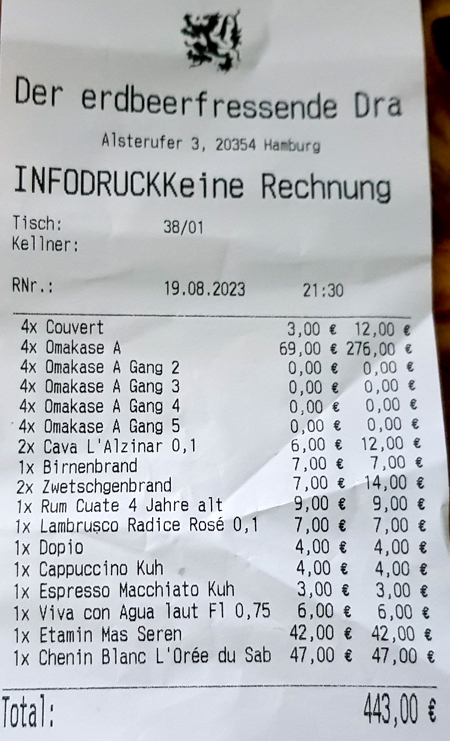 Der erdbeerfressende Dra
Alsterufer 3, 20354 Hamburg
INFODRUCKKeine Rechnung
Tisch: 38/01
Kellner:
RNr.: 19.08.2023 21:30
4x Couvert 3,00 € 12,00 €
4x Omakase A 69,00 € 276,00 €
4x Omakase A Gang 2 0,00 € 0,00 €
4x Omakase A Gang 3 0,00 € 0,00 €
4x Omakase A Gang 4 0,00 € 0,00 €
4x Omakase A Gang 5 0,00 € 0,00 €
2x Cava L'Alzinar 0,1 6,00 € 12,00 €
1x Birnenbrand 7,00 € 7,00 €
2x Zwetschgenbrand 7,00 € 14,00 €
1x Rum Cuate 4 Jahre alt 9,00 € 9,00 €
1x Lambrusco Radice Rosé 0,1 7,00 € 7,00 €
1x Dopio 4,00 € 4,00 €
1x Cappuccino Kuh 4,00 € 4,00 €
1x Espresso Macchiato Kuh 3,00 € 3,00 €
1x Viva con Agua laut Fl 0,75 6,00 € 6,00 €
1x Etamin Mas Seren 42,00 € 42,00 €
1x Chenin Blanc L'Orée du Sab 47,00 € 47,00 €
Total: 443,00 €